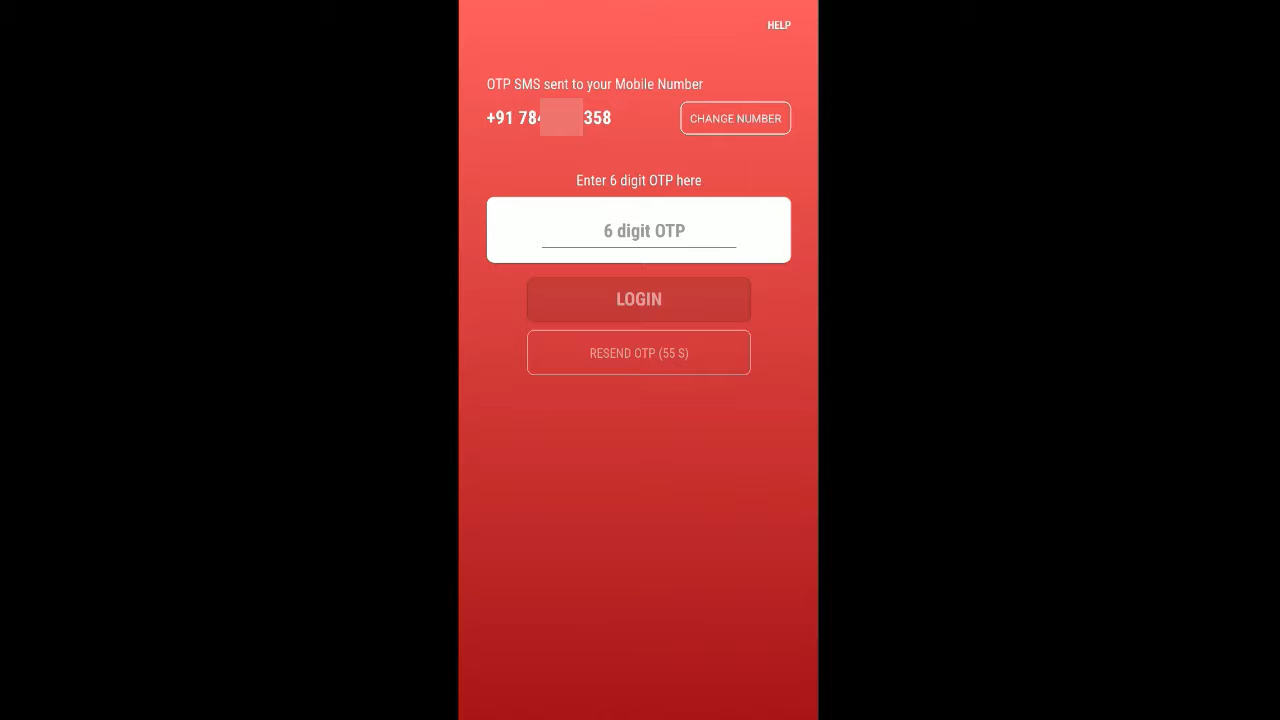 HELP
OTP SMS sent to your Mobile Number
+91 784 358
CHANGE NUMBER
Enter 6 digit OTP here
6 digit OTP
LOGIN
RESEND OTP (55 S)